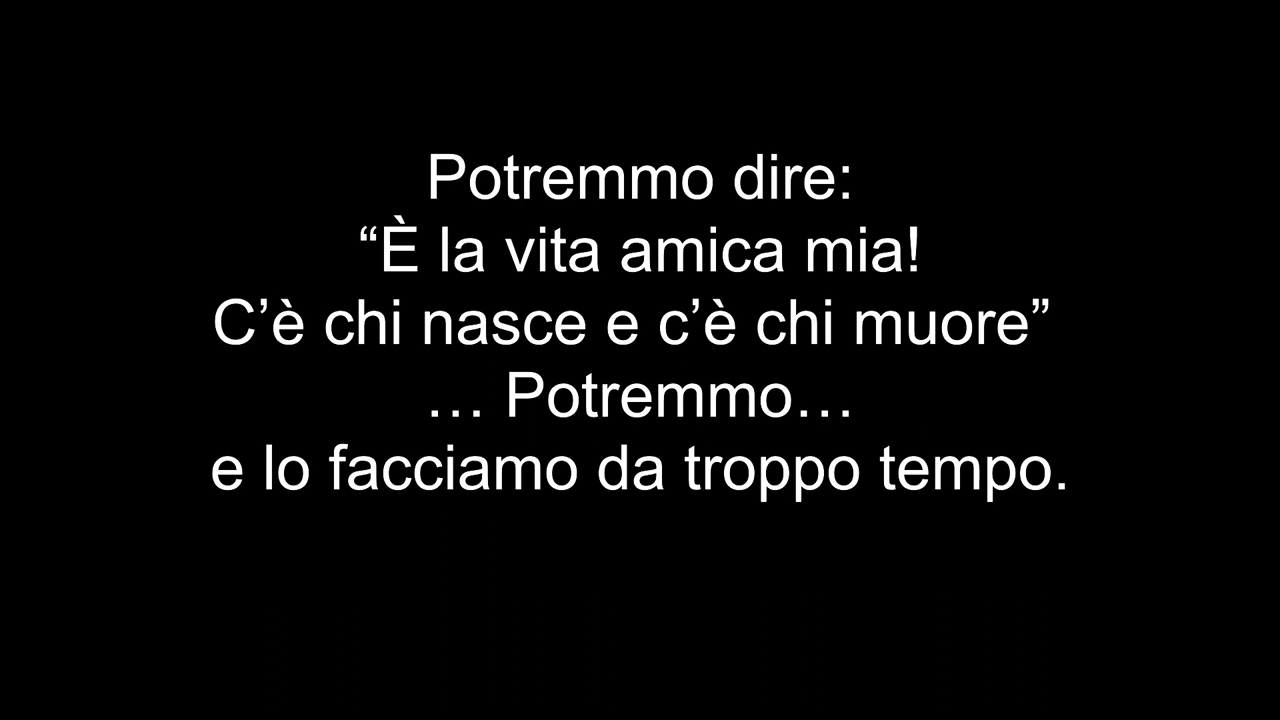 Potremmo dire:
“È la vita amica mia!
C’è chi nasce e c’è chi muore”
… Potremmo…
e lo facciamo da troppo tempo.